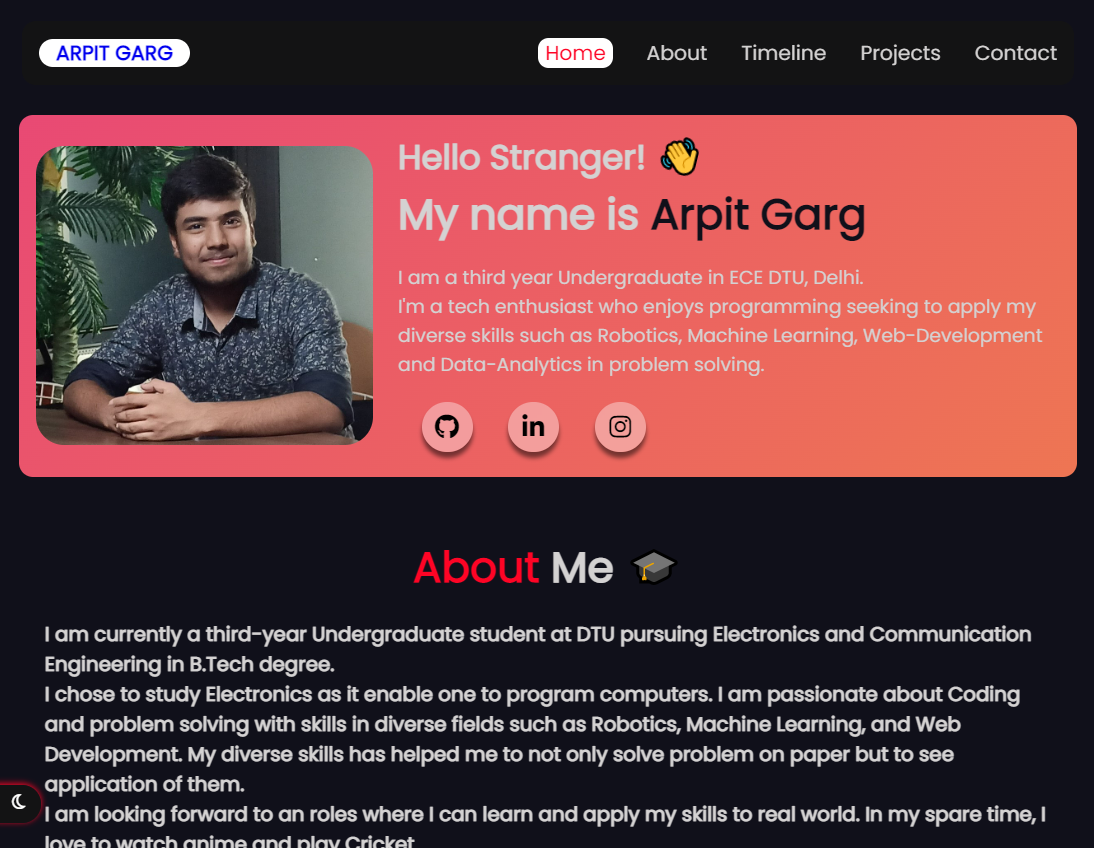 ARPIT GARG
Home About Timeline Projects Contact
Hello Stranger! 👋
My name is Arpit Garg
I am a third year Undergraduate in ECE DTU, Delhi.
I'm a tech enthusiast who enjoys programming seeking to apply my
diverse skills such as Robotics, Machine Learning, Web-Development
and Data-Analytics in problem solving.
in
About Me 🎓
I am currently a third-year Undergraduate student at DTU pursuing Electronics and Communication
Engineering in B.Tech degree.
I chose to study Electronics as it enable one to program computers. I am passionate about Coding
and problem solving with skills in diverse fields such as Robotics, Machine Learning, and Web
Development. My diverse skills has helped me to not only solve problem on paper but to see
application of them.
I am looking forward to an roles where I can learn and apply my skills to real world. In my spare time, I
love to watch anime and play Cricket